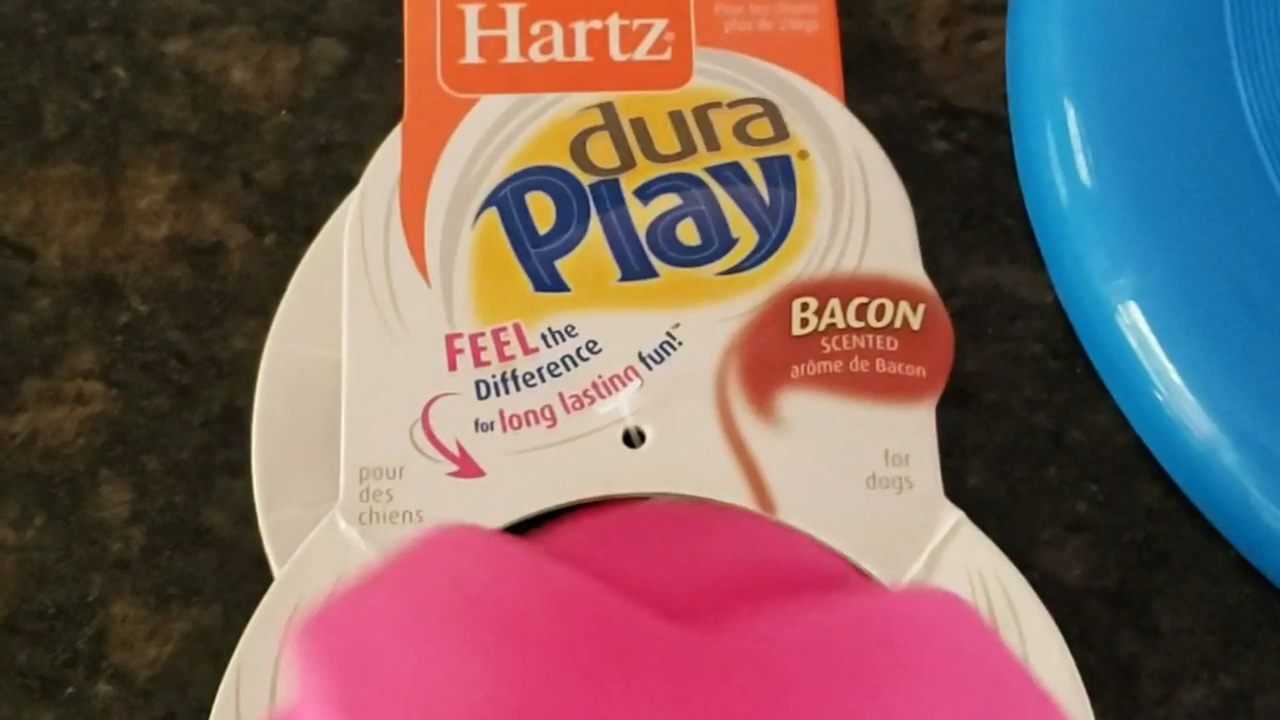 Hartz
dura
Play
BACON
SCENTED
arôme de Bacon
FEEL the
Difference
for long lasting fun!™
pour
des
chiens
for
dogs